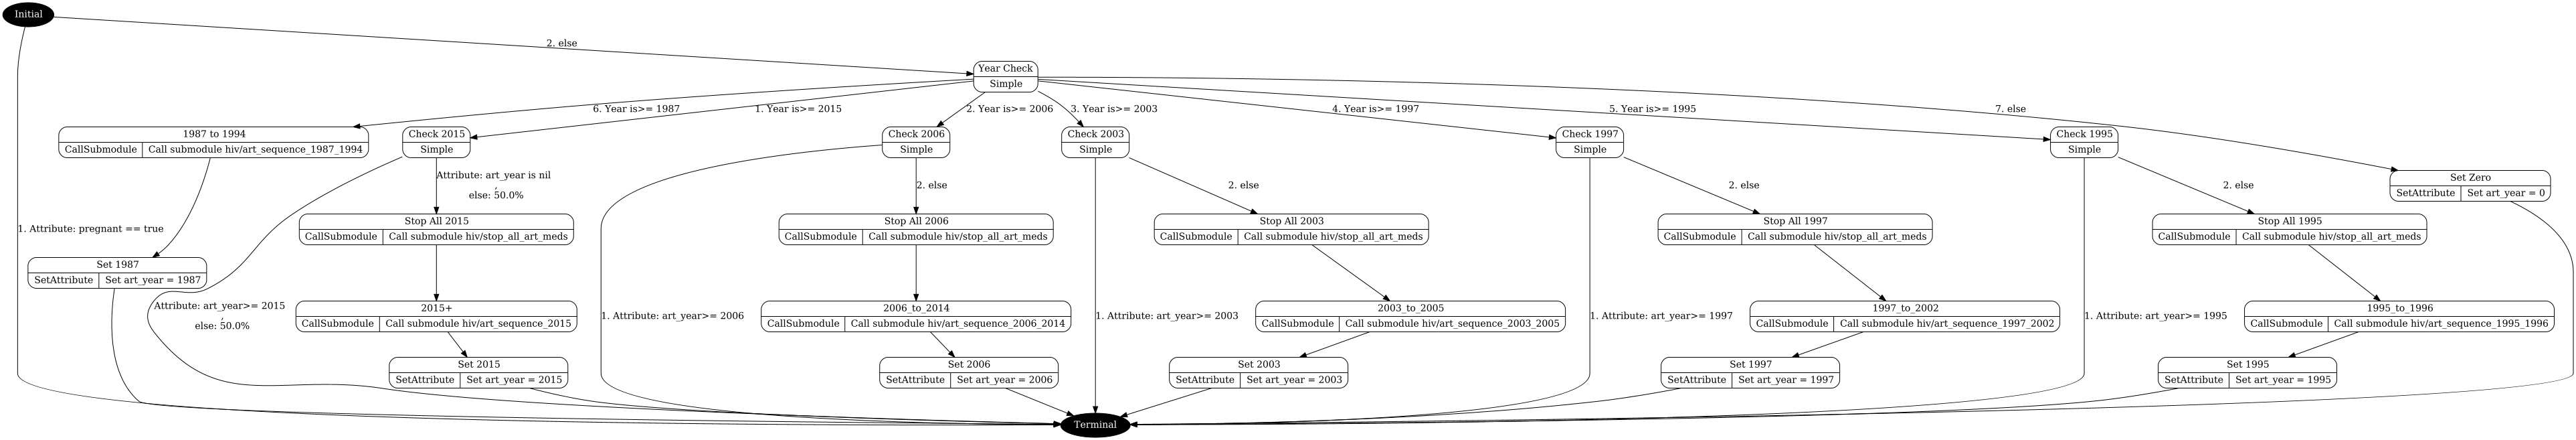 Initial
2. else
Year Check
Simple
6. Year is>= 1987
1. Year is>= 2015
2. Year is>= 2006
3. Year is>= 2003
4. Year is>= 1997
5. Year is>= 1995
7. else
1987 to 1994
CallSubmodule
Call submodule hiv/art_sequence_1987_1994
Check 2015
Simple
Check 2006
Simple
Check 2003
Simple
Check 1997
Simple
Check 1995
Simple
Set Zero
SetAttribute
Set art_year = 0
1. Attribute: pregnant == true
Attribute: art_year is nil
,
else: 50.0%
2. else
2. else
2. else
2. else
Stop All 2015
CallSubmodule
Call submodule hiv/stop_all_art_meds
Stop All 2006
CallSubmodule
Call submodule hiv/stop_all_art_meds
Stop All 2003
CallSubmodule
Call submodule hiv/stop_all_art_meds
Stop All 1997
CallSubmodule
Call submodule hiv/stop_all_art_meds
Stop All 1995
CallSubmodule
Call submodule hiv/stop_all_art_meds
Set 1987
SetAttribute
Set art_year = 1987
Attribute: art_year>= 2015
,
else: 50.0%
2015+
CallSubmodule
Call submodule hiv/art_sequence_2015
1. Attribute: art_year>= 2006
2006_to_2014
CallSubmodule
Call submodule hiv/art_sequence_2006_2014
1. Attribute: art_year>= 2003
2003_to_2005
CallSubmodule
Call submodule hiv/art_sequence_2003_2005
1. Attribute: art_year>= 1997
1997_to_2002
CallSubmodule
Call submodule hiv/art_sequence_1997_2002
1. Attribute: art_year>= 1995
1995_to_1996
CallSubmodule
Call submodule hiv/art_sequence_1995_1996
Set 2015
SetAttribute
Set art_year = 2015
Set 2006
SetAttribute
Set art_year = 2006
Set 2003
SetAttribute
Set art_year = 2003
Set 1997
SetAttribute
Set art_year = 1997
Set 1995
SetAttribute
Set art_year = 1995
Terminal